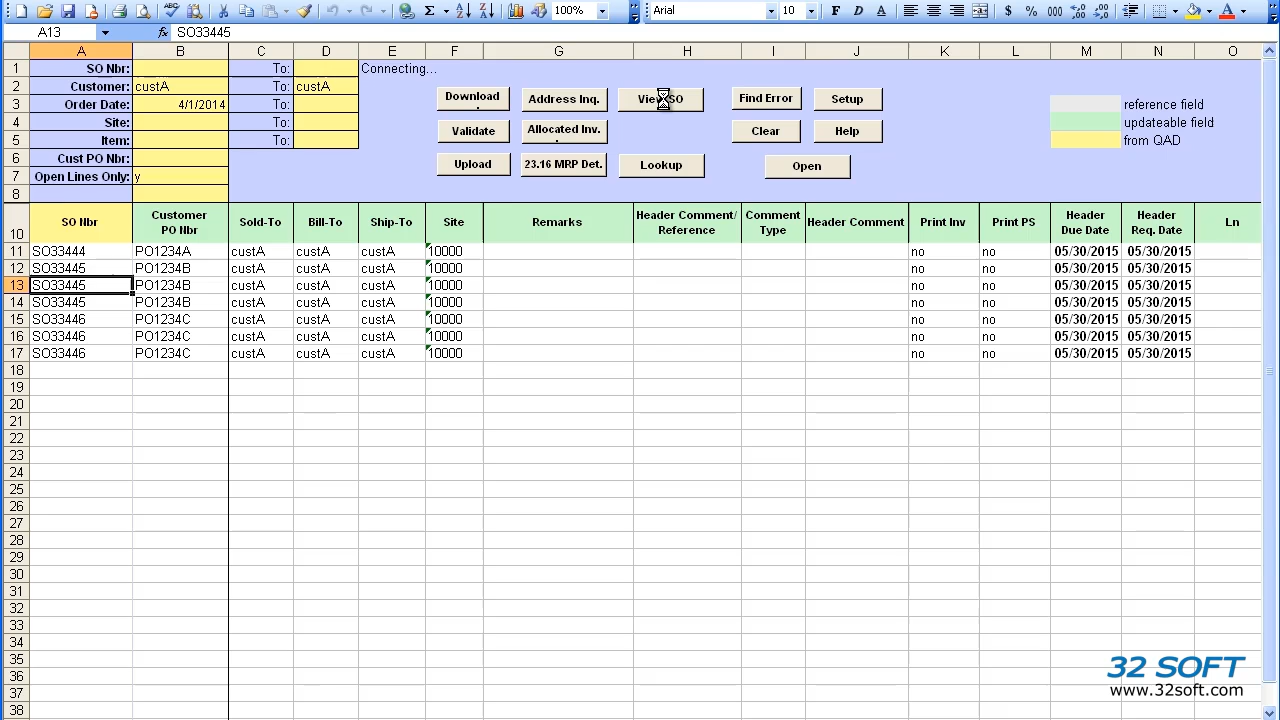 100% Arial 10 B U $ % 000
A13 fx SO33445
A B C D E F G H I J K L M N O
1 SO Nbr: To: Connecting...
2 Customer: custA To: custA
3 Order Date: 4/1/2014 To:
4 Site: To:
5 Item: To:
6 Cust PO Nbr:
7 Open Lines Only: y
8
Download Address Inq. View SO Find Error Setup
Validate Allocated Inv. Clear Help
Upload 23.16 MRP Det. Lookup Open
reference field
updateable field
from QAD
10 SO Nbr Customer PO Nbr Sold-To Bill-To Ship-To Site Remarks Header Comment/ Reference Comment Type Header Comment Print Inv Print PS Header Due Date Header Req. Date Ln
11 SO33444 PO1234A custA custA custA 10000 no no 05/30/2015 05/30/2015
12 SO33445 PO1234B custA custA custA 10000 no no 05/30/2015 05/30/2015
13 SO33445 PO1234B custA custA custA 10000 no no 05/30/2015 05/30/2015
14 SO33445 PO1234B custA custA custA 10000 no no 05/30/2015 05/30/2015
15 SO33446 PO1234C custA custA custA 10000 no no 05/30/2015 05/30/2015
16 SO33446 PO1234C custA custA custA 10000 no no 05/30/2015 05/30/2015
17 SO33446 PO1234C custA custA custA 10000 no no 05/30/2015 05/30/2015
18
19
20
21
22
23
24
25
26
27
28
29
30
31
32
33
34
35
36
37
38
32 SOFT
www.32soft.com